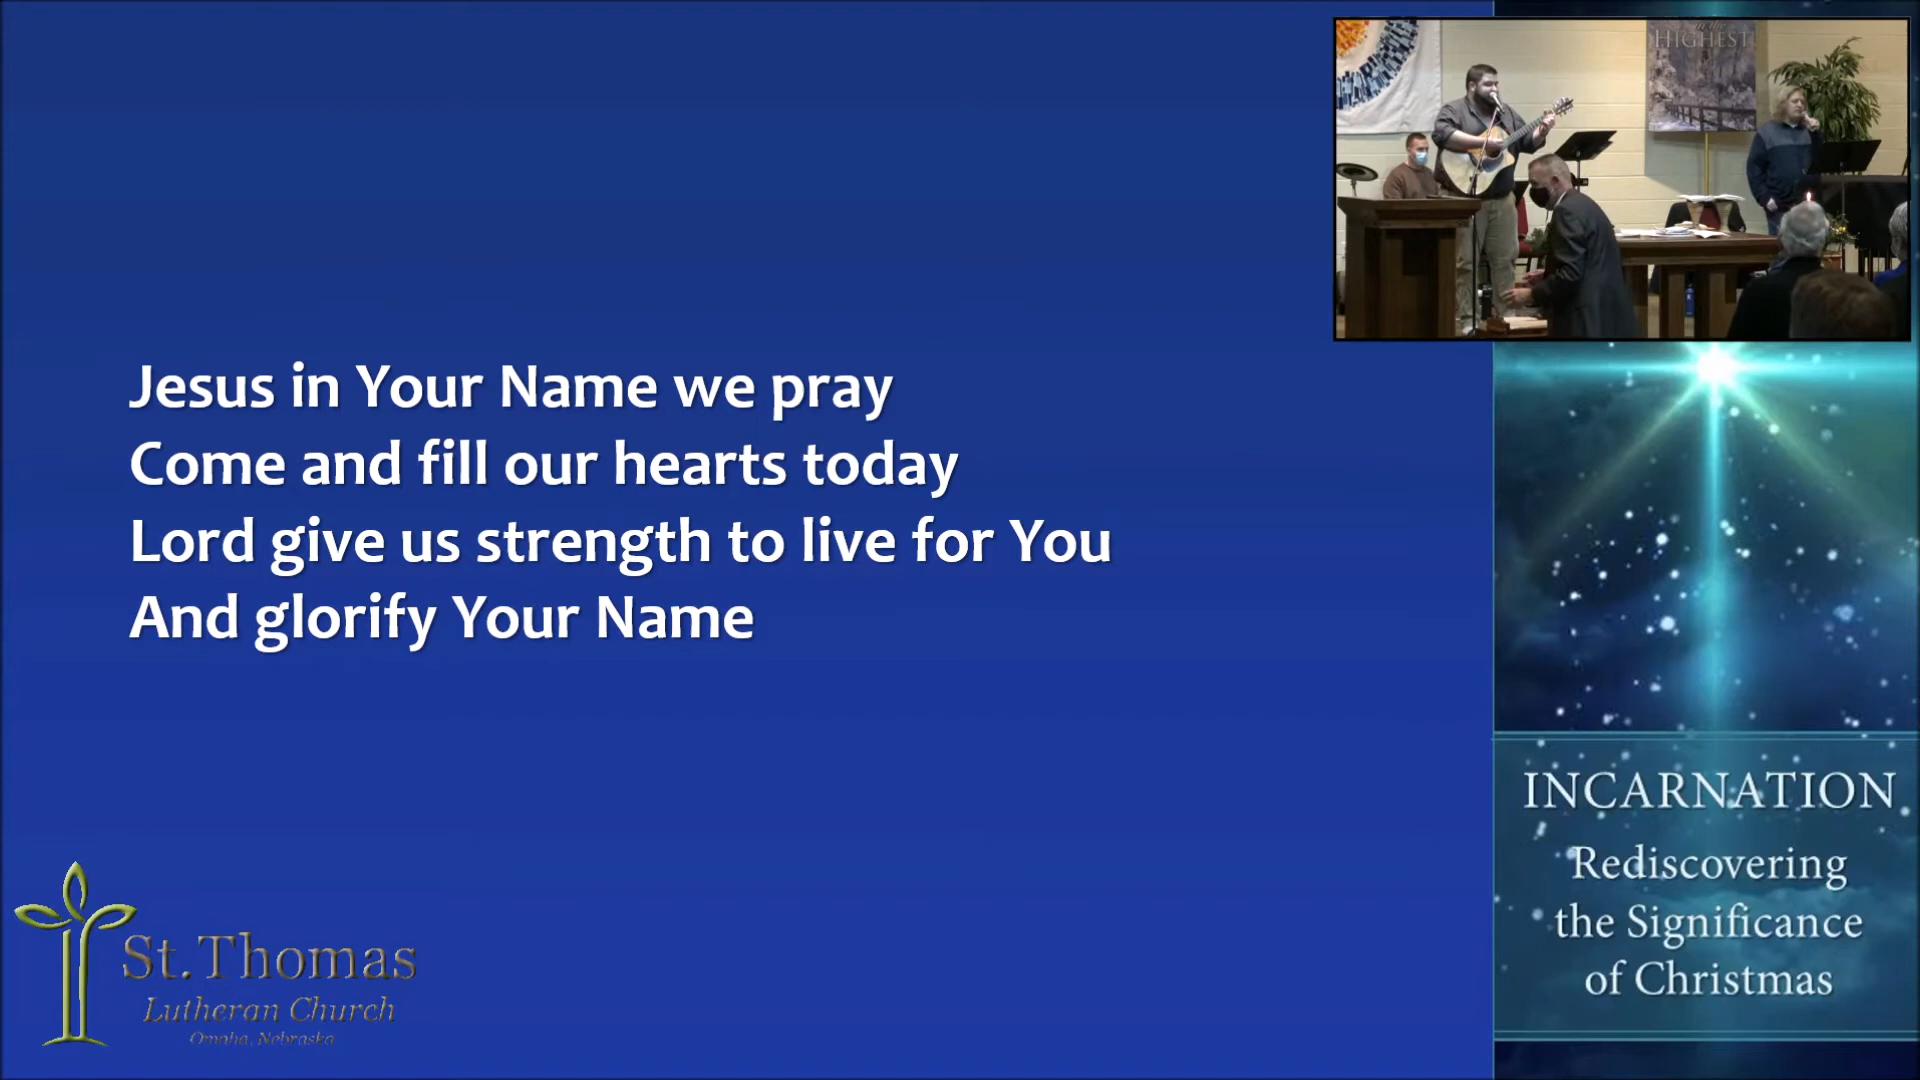 Jesus in Your Name we pray
Come and fill our hearts today
Lord give us strength to live for You
And glorify Your Name
HIGHEST
INCARNATION
Rediscovering
the Significance
of Christmas
St. Thomas
Lutheran Church
Omaha, Nebraska